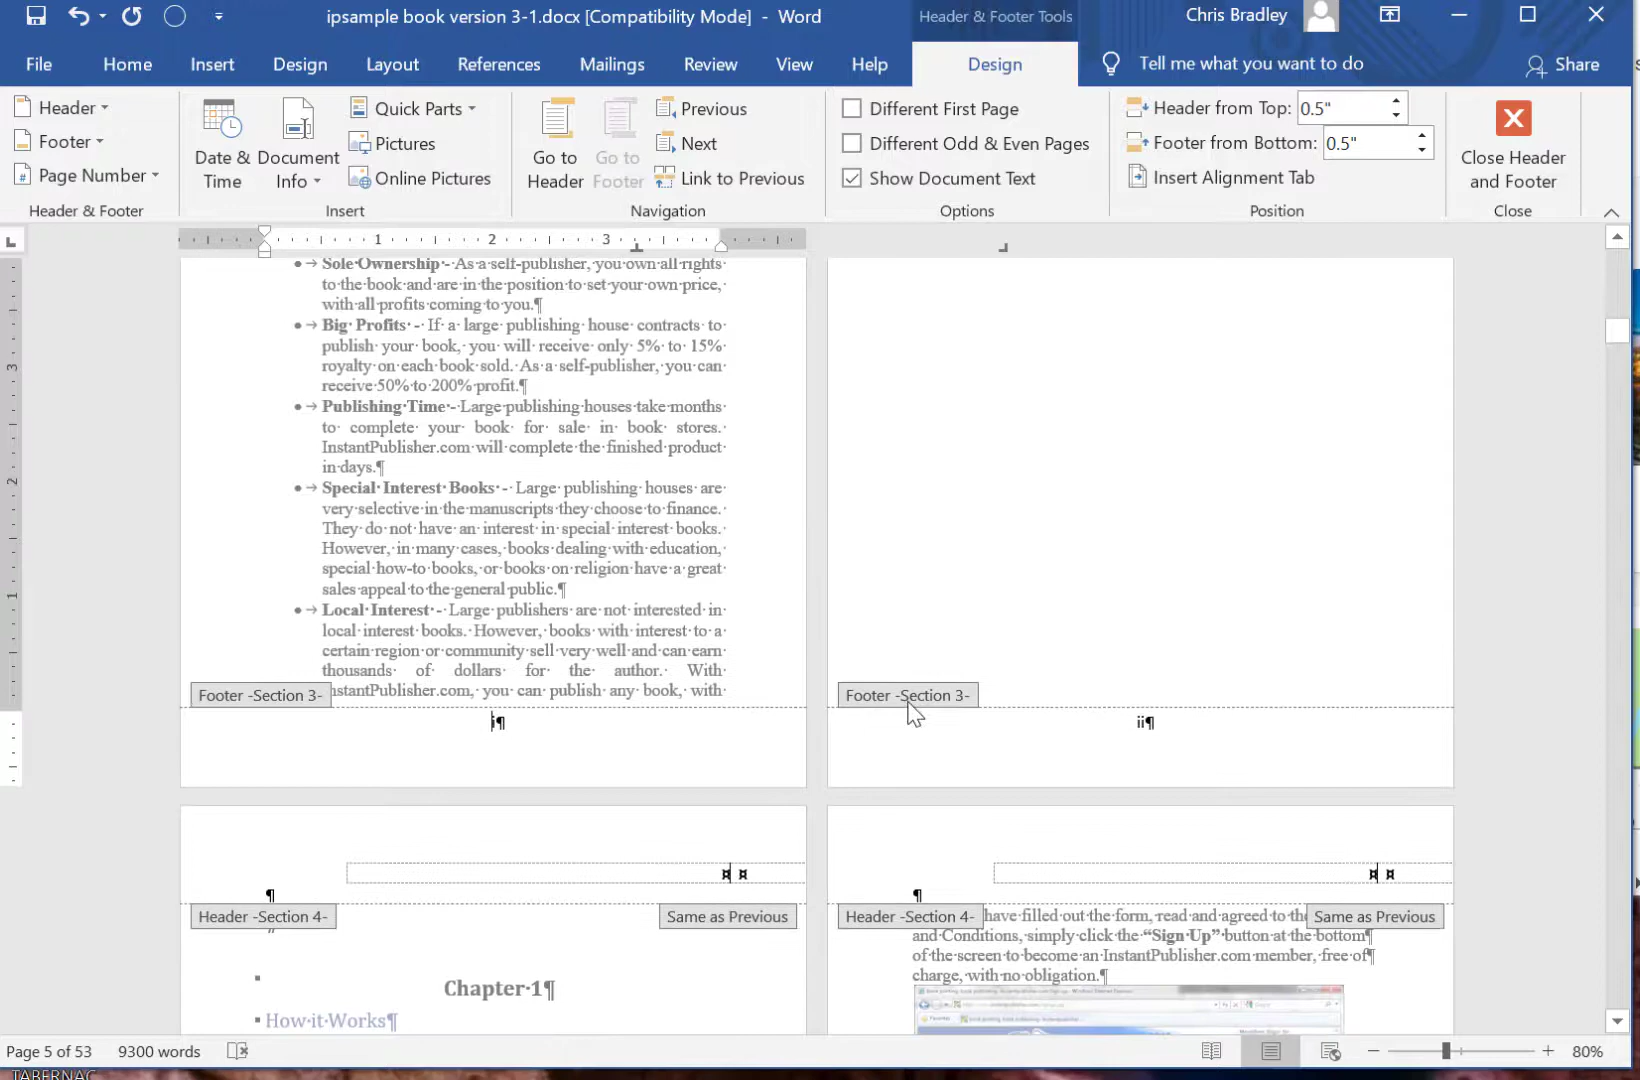 ipsample book version 3-1.docx [Compatibility Mode] - Word
Header & Footer Tools
Chris Bradley
File Home Insert Design Layout References Mailings Review View Help Design Tell me what you want to do Share
Header
Footer
Page Number
Header & Footer
Date & Time
Document Info
Quick Parts
Pictures
Online Pictures
Insert
Go to Header
Go to Footer
Previous
Next
Link to Previous
Navigation
Different First Page
Different Odd & Even Pages
Show Document Text
Options
Header from Top: 0.5"
Footer from Bottom: 0.5"
Insert Alignment Tab
Position
Close Header and Footer
Close
1 2 3
3
2
1
•→ Sole·Ownership·-·As·a·self-publisher,·you·own·all·rights·
to·the·book·and·are·in·the·position·to·set·your·own·price,·
with·all·profits·coming·to·you.¶
•→ Big·Profits·-·If·a·large·publishing·house·contracts·to·
publish·your·book,·you·will·receive·only·5%·to·15%·
royalty·on·each·book·sold.·As·a·self-publisher,·you·can·
receive·50%·to·200%·profit.¶
•→ Publishing·Time·-·Large·publishing·houses·take·months·
to·complete·your·book·for·sale·in·book·stores.·
InstantPublisher.com·will·complete·the·finished·product·
in·days.¶
•→ Special·Interest·Books·-·Large·publishing·houses·are·
very·selective·in·the·manuscripts·they·choose·to·finance.·
They·do·not·have·an·interest·in·special·interest·books.·
However,·in·many·cases,·books·dealing·with·education,·
special·how-to·books,·or·books·on·religion·have·a·great·
sales·appeal·to·the·general·public.¶
•→ Local·Interest·-·Large·publishers·are·not·interested·in·
local·interest·books.·However,·books·with·interest·to·a·
certain·region·or·community·sell·very·well·and·can·earn·
thousands·of·dollars·for·the·author.·With·
nstantPublisher.com,·you·can·publish·any·book,·with·
Footer -Section 3-
i¶
Footer -Section 3-
ii¶
¤ ¤
¶
Header -Section 4-
Same as Previous
Chapter·1¶
How·it·Works¶
¤ ¤
¶
Header -Section 4-
Same as Previous
have·filled·out·the·form,·read·and·agreed·to·the
and·Conditions,·simply·click·the·“Sign·Up”·button·at·the·bottom¶
of·the·screen·to·become·an·InstantPublisher.com·member,·free·of¶
charge,·with·no·obligation.¶
Page 5 of 53 9300 words 80%
TABERNAC